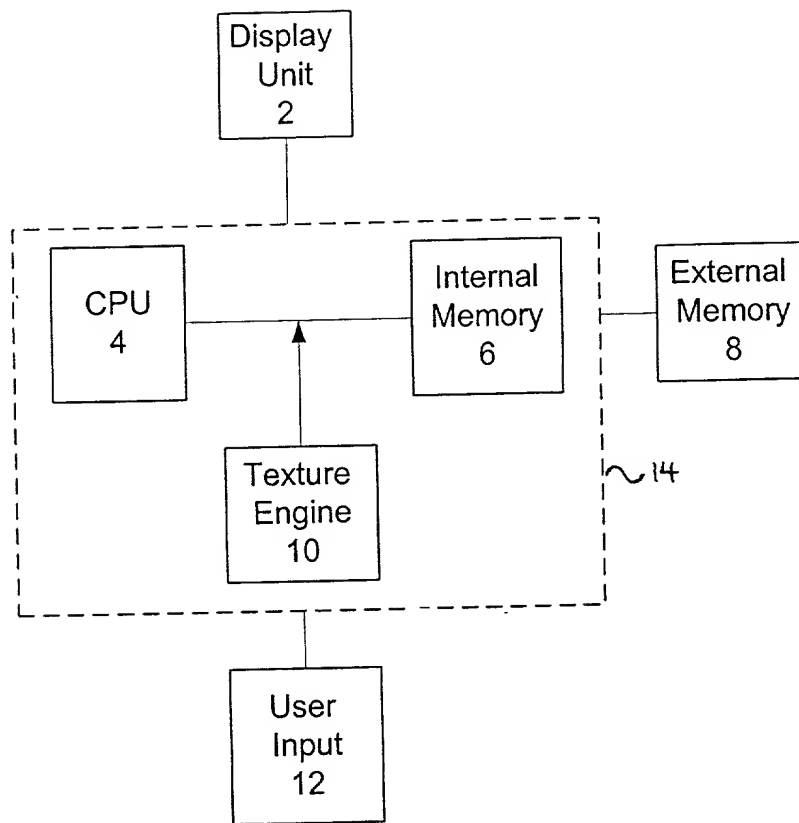 Display
Unit
2
CPU
4
Internal
Memory
6
External
Memory
8
Texture
Engine
10
14
User
Input
12